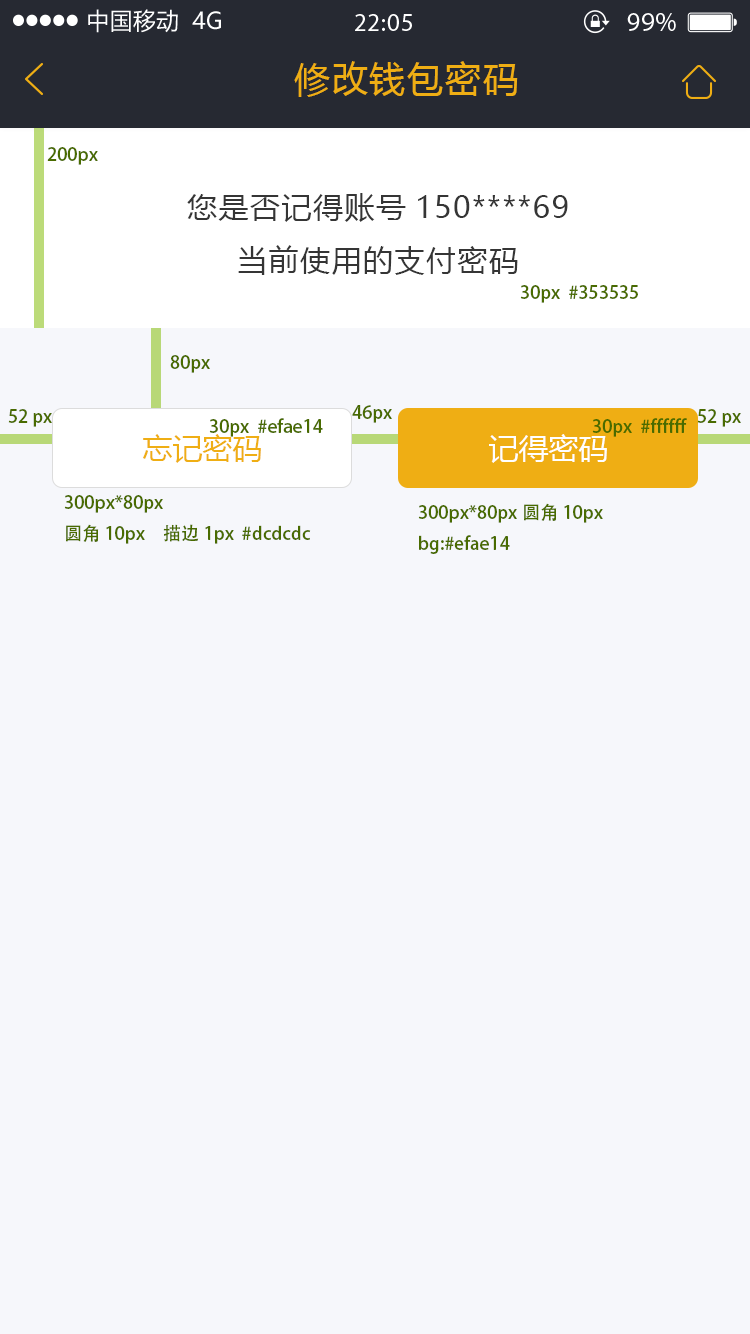 中国移动 4G 22:05 99%
修改钱包密码
200px
您是否记得账号 150****69
当前使用的支付密码
30px #353535
80px
52 px 46px 52 px
30px #efae14 30px #ffffff
忘记密码 记得密码
300px*80px
圆角 10px 描边 1px #dcdcdc
300px*80px 圆角 10px
bg:#efae14